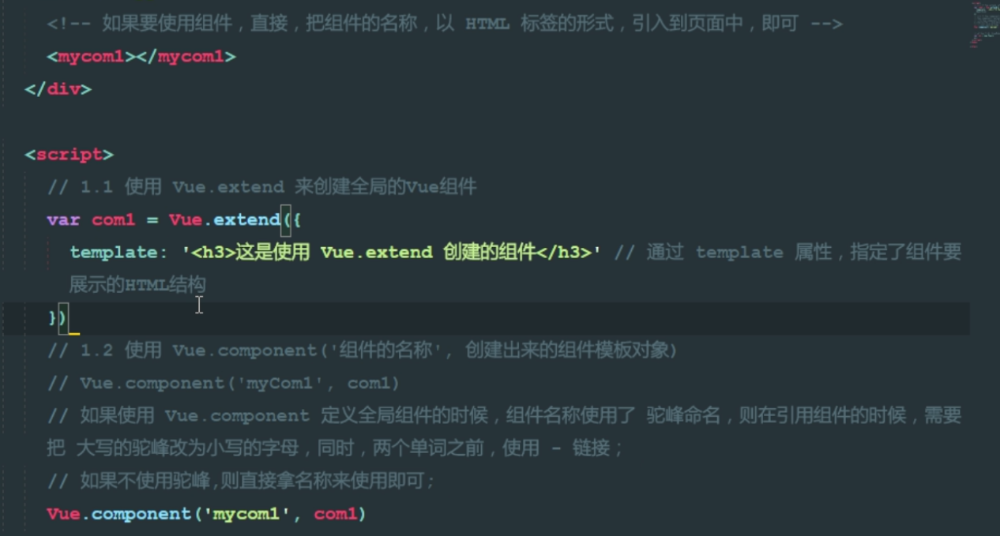 <!-- 如果要使用组件，直接，把组件的名称，以 HTML 标签的形式，引入到页面中，即可 -->
<mycom1></mycom1>
</div>
<script>
// 1.1 使用 Vue.extend 来创建全局的Vue组件
var com1 = Vue.extend({
template: '<h3>这是使用 Vue.extend 创建的组件</h3>' // 通过 template 属性，指定了组件要
展示的HTML结构
})
// 1.2 使用 Vue.component('组件的名称', 创建出来的组件模板对象)
// Vue.component('myCom1', com1)
// 如果使用 Vue.component 定义全局组件的时候，组件名称使用了 驼峰命名，则在引用组件的时候，需要
把 大写的驼峰改为小写的字母，同时，两个单词之前，使用 - 链接；
// 如果不使用驼峰,则直接拿名称来使用即可;
Vue.component('mycom1', com1)